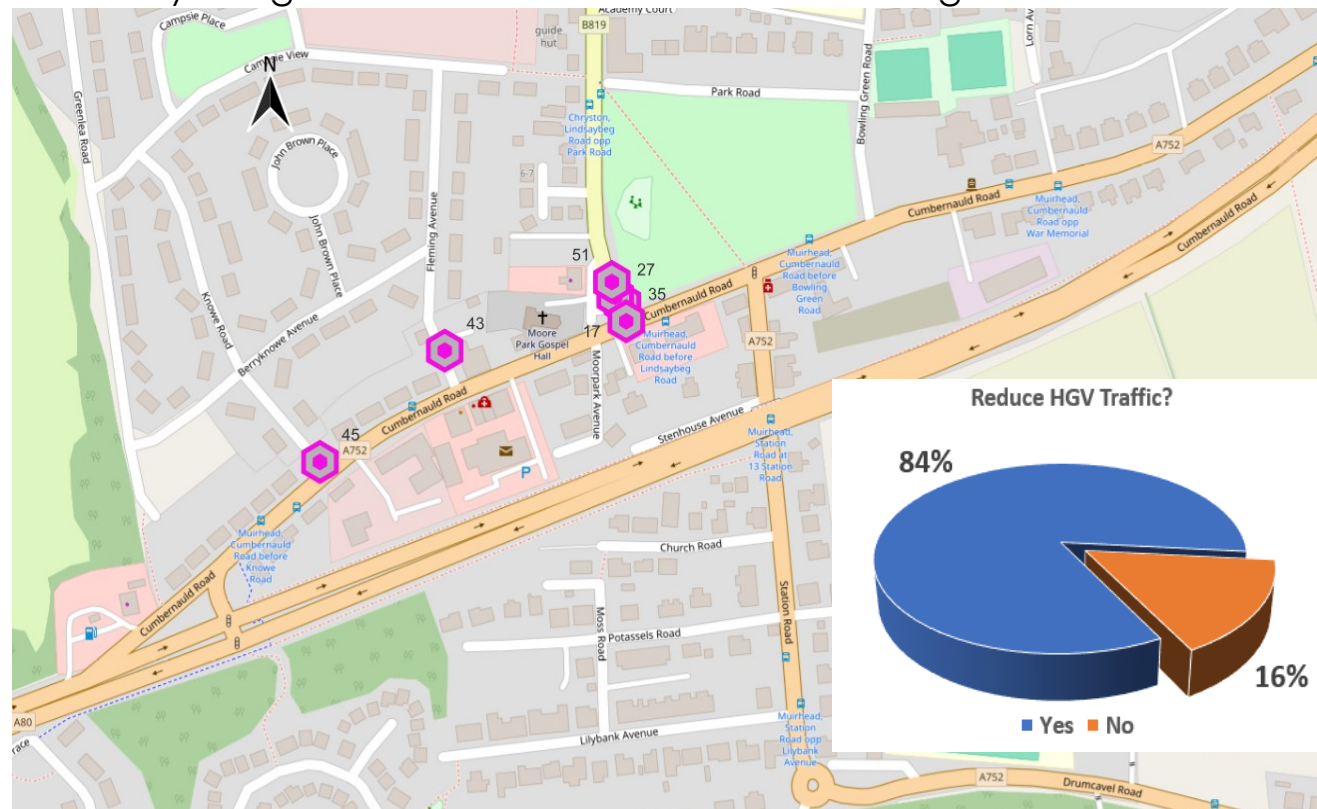 Academy Court
Campsie Place
B819
guide
hut
Lorn Av
Campsie View
N
Greenlea Road
Park Road
Bowling Green Road
Chryston,
Lindsaybeg
Road opp
Park Road
John Brown Place
6-7
A752
John Brown Place
Fleming Avenue
Cumbernauld Road
Muirhead,
Cumbernauld
Road opp
War Memorial
Cumbernauld Road
51
27
35
17
Cumbernauld Road
Muirhead,
Cumbernauld
Road before
Bowling
Green
Road
Knowe Road
Berryknowe Avenue
43
Moore
Park Gospel
Hall
Muirhead,
Cumbernauld
Road before
Lindsaybeg
Road
A752
Moorpark Avenue
Cumbernauld Road
Stenhouse Avenue
45
A752
P
Muirhead,
Station
Road at
13 Station
Road
Muirhead,
Cumbernauld
Road before
Knowe
Road
Church Road
Cumbernauld Road
Moss Road
Potassels Road
Station Road
A80
race
Lilybank Avenue
Muirhead,
Station
Road opp
Lilybank
Avenue
A752
Drumcavel Road
Reduce HGV Traffic?
84%
16%
Yes No